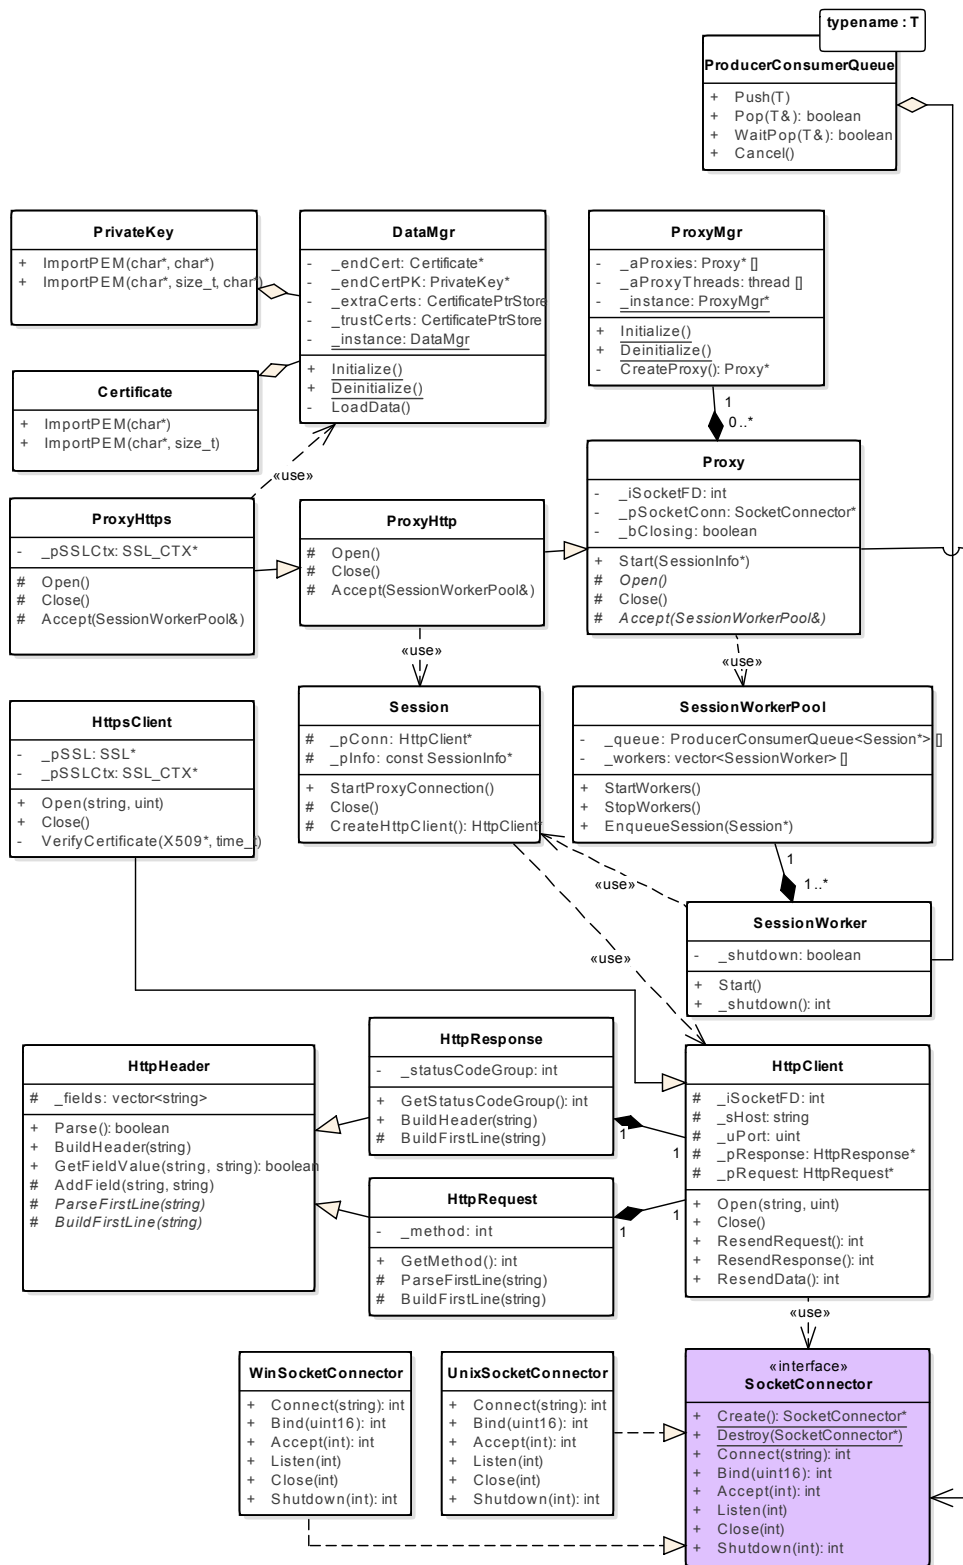 typename : T
ProducerConsumerQueue
+ Push(T)
+ Pop(T&): boolean
+ WaitPop(T&): boolean
+ Cancel()
PrivateKey
+ ImportPEM(char*, char*)
+ ImportPEM(char*, size_t, char*)
DataMgr
- _endCert: Certificate*
- _endCertPK: PrivateKey*
- _extraCerts: CertificatePtrStore
- _trustCerts: CertificatePtrStore
- _instance: DataMgr
+ Initialize()
+ Deinitialize()
- LoadData()
ProxyMgr
- _aProxies: Proxy* []
- _aProxyThreads: thread []
- _instance: ProxyMgr*
+ Initialize()
+ Deinitialize()
- CreateProxy(): Proxy*
Certificate
+ ImportPEM(char*)
+ ImportPEM(char*, size_t)
1
0..*
«use»
Proxy
- _iSocketFD: int
- _pSocketConn: SocketConnector*
- _bClosing: boolean
+ Start(SessionInfo*)
# Open()
# Close()
# Accept(SessionWorkerPool&)
ProxyHttps
- _pSSLCtx: SSL_CTX*
# Open()
# Close()
# Accept(SessionWorkerPool&)
ProxyHttp
# Open()
# Close()
# Accept(SessionWorkerPool&)
«use»
«use»
HttpsClient
- _pSSL: SSL*
- _pSSLCtx: SSL_CTX*
+ Open(string, uint)
+ Close()
- VerifyCertificate(X509*, time_t)
Session
# _pConn: HttpClient*
# _pInfo: const SessionInfo*
+ StartProxyConnection()
# Close()
# CreateHttpClient(): HttpClient*
SessionWorkerPool
- _queue: ProducerConsumerQueue<Session*> []
- _workers: vector<SessionWorker> []
+ StartWorkers()
+ StopWorkers()
+ EnqueueSession(Session*)
1
1..*
«use»
SessionWorker
- _shutdown: boolean
+ Start()
+ _shutdown(): int
«use»
HttpHeader
# _fields: vector<string>
+ Parse(): boolean
+ BuildHeader(string)
+ GetFieldValue(string, string): boolean
# AddField(string, string)
# ParseFirstLine(string)
# BuildFirstLine(string)
HttpResponse
- _statusCodeGroup: int
+ GetStatusCodeGroup(): int
+ BuildHeader(string)
# BuildFirstLine(string)
1
1
HttpRequest
- _method: int
+ GetMethod(): int
# ParseFirstLine(string)
# BuildFirstLine(string)
1
1
HttpClient
# _iSocketFD: int
# _sHost: string
# _uPort: uint
# _pResponse: HttpResponse*
# _pRequest: HttpRequest*
+ Open(string, uint)
+ Close()
+ ResendRequest(): int
+ ResendResponse(): int
+ ResendData(): int
«use»
WinSocketConnector
+ Connect(string): int
+ Bind(uint16): int
+ Accept(int): int
+ Listen(int)
+ Close(int)
+ Shutdown(int): int
UnixSocketConnector
+ Connect(string): int
+ Bind(uint16): int
+ Accept(int): int
+ Listen(int)
+ Close(int)
+ Shutdown(int): int
«interface»
SocketConnector
+ Create(): SocketConnector*
+ Destroy(SocketConnector*)
+ Connect(string): int
+ Bind(uint16): int
+ Accept(int): int
+ Listen(int)
+ Close(int)
+ Shutdown(int): int